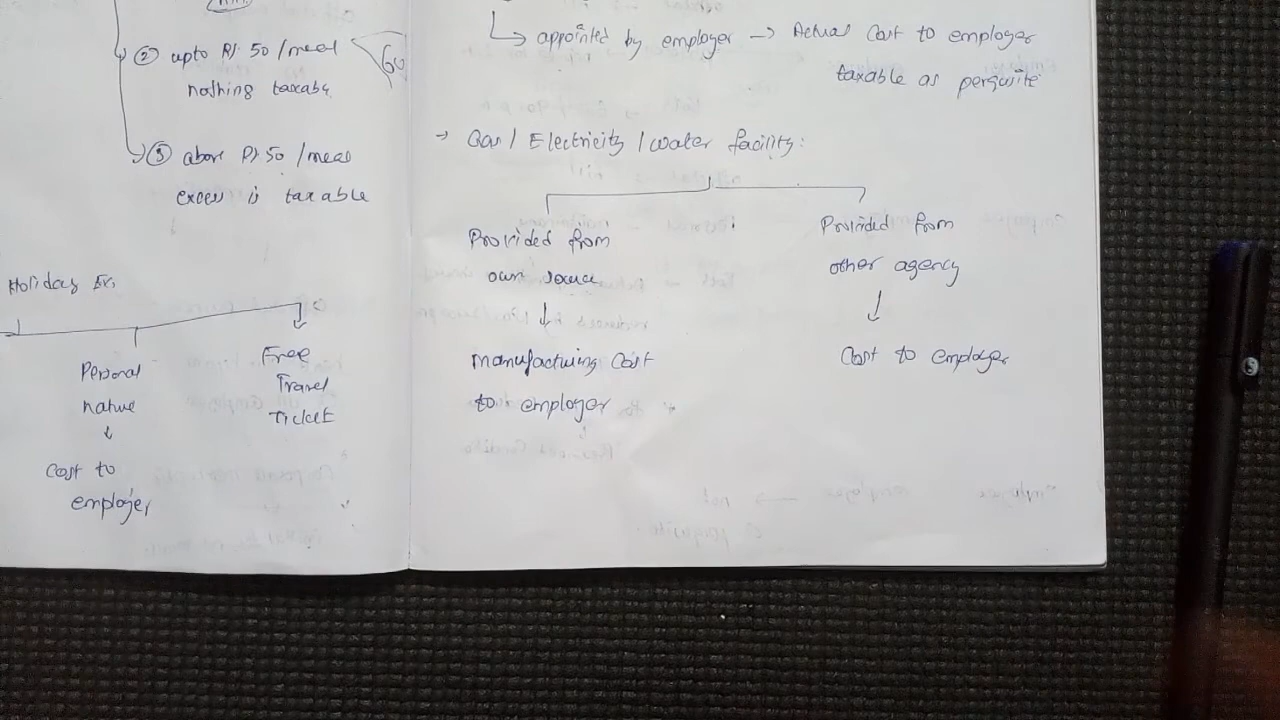 ② upto Rs 50 /meal
nothing taxable
60
③ above Rs 50 /meal
excess is taxable
Holiday Ex.
Personal
nature
Cost to
employer
Free
Travel
Ticket
appointed by employer → Actual Cost to employer
taxable as perquisite
→ Gas / Electricity / water facility:
Provided from
own source
Manufacturing Cost
to employer
Provided from
other agency
Cost to employer